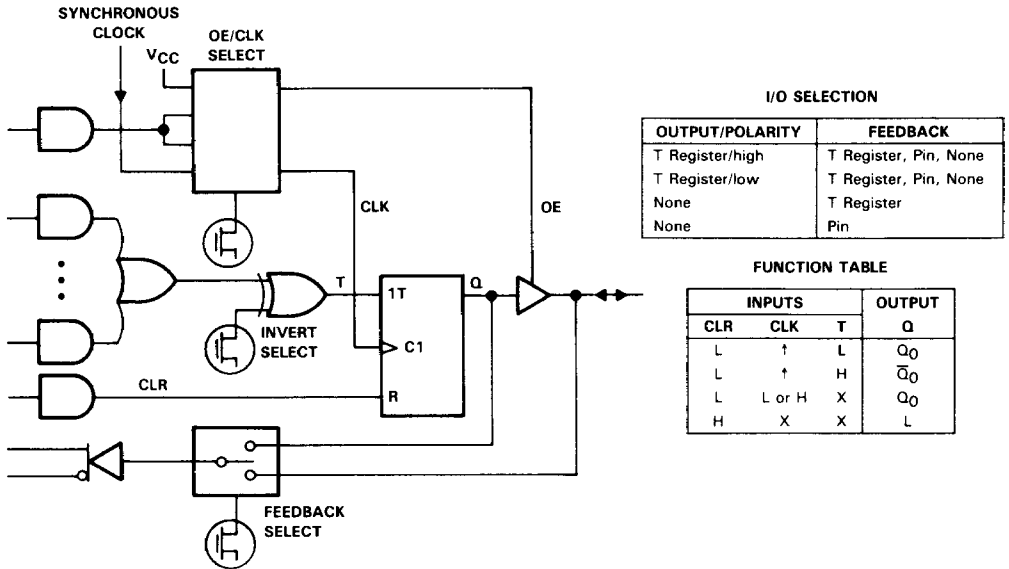 SYNCHRONOUS
CLOCK
OE/CLK
SELECT
VCC
CLK
OE
T
Q
1T
C1
R
INVERT
SELECT
CLR
FEEDBACK
SELECT
I/O SELECTION
OUTPUT/POLARITY FEEDBACK
T Register/high T Register, Pin, None
T Register/low T Register, Pin, None
None T Register
None Pin
FUNCTION TABLE
INPUTS OUTPUT
CLR CLK T Q
L ↑ L Q0
L ↑ H Q̅0
L L or H X Q0
H X X L